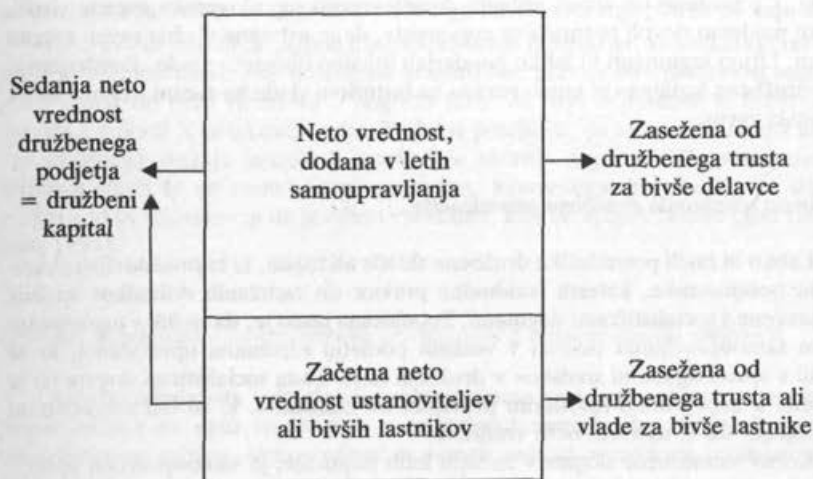 Sedanja neto
vrednost
družbenega
podjetja
= družbeni
kapital
Neto vrednost,
dodana v letih
samoupravljanja
Zasežena od
družbenega trusta
za bivše delavce
Začetna neto
vrednost ustanoviteljev
ali bivših lastnikov
Zasežena od
družbenega trusta ali
vlade za bivše lastnike